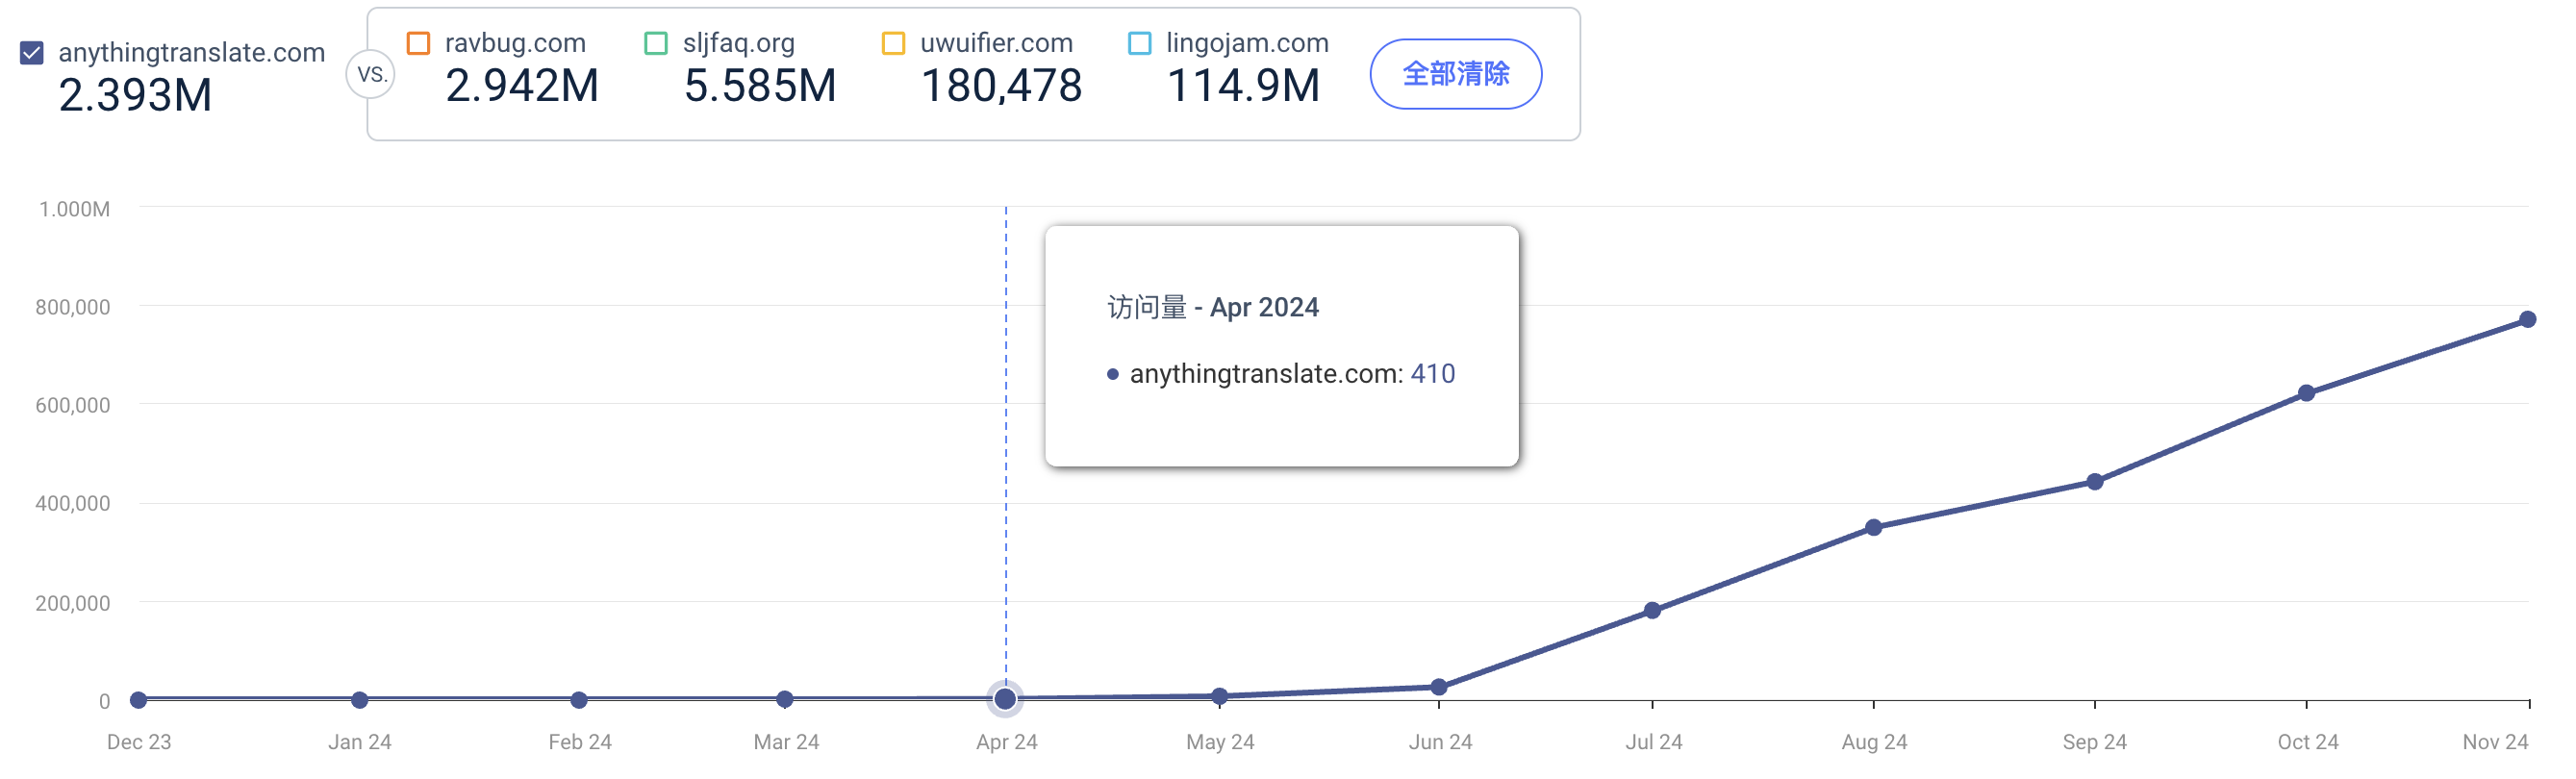 anythingtranslate.com
2.393M
VS.
ravbug.com
2.942M
sljfaq.org
5.585M
uwuifier.com
180,478
lingojam.com
114.9M
全部清除
1.000M
800,000
600,000
400,000
200,000
0
访问量 - Apr 2024
anythingtranslate.com: 410
Dec 23
Jan 24
Feb 24
Mar 24
Apr 24
May 24
Jun 24
Jul 24
Aug 24
Sep 24
Oct 24
Nov 24